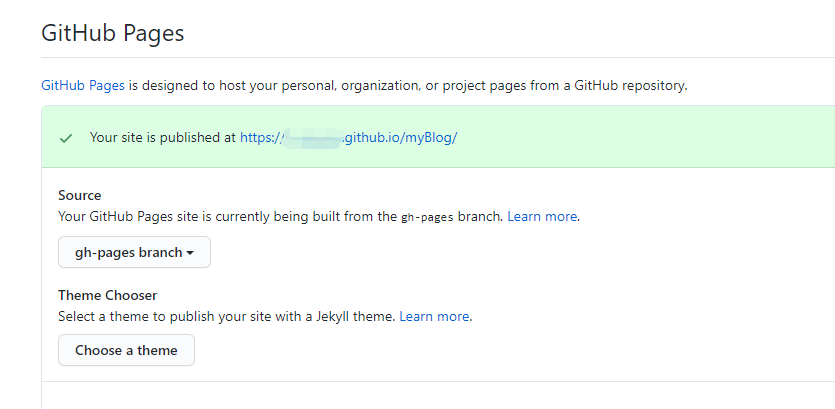 GitHub Pages
GitHub Pages is designed to host your personal, organization, or project pages from a GitHub repository.
Your site is published at https:// .github.io/myBlog/
Source
Your GitHub Pages site is currently being built from the gh-pages branch. Learn more.
gh-pages branch
Theme Chooser
Select a theme to publish your site with a Jekyll theme. Learn more.
Choose a theme